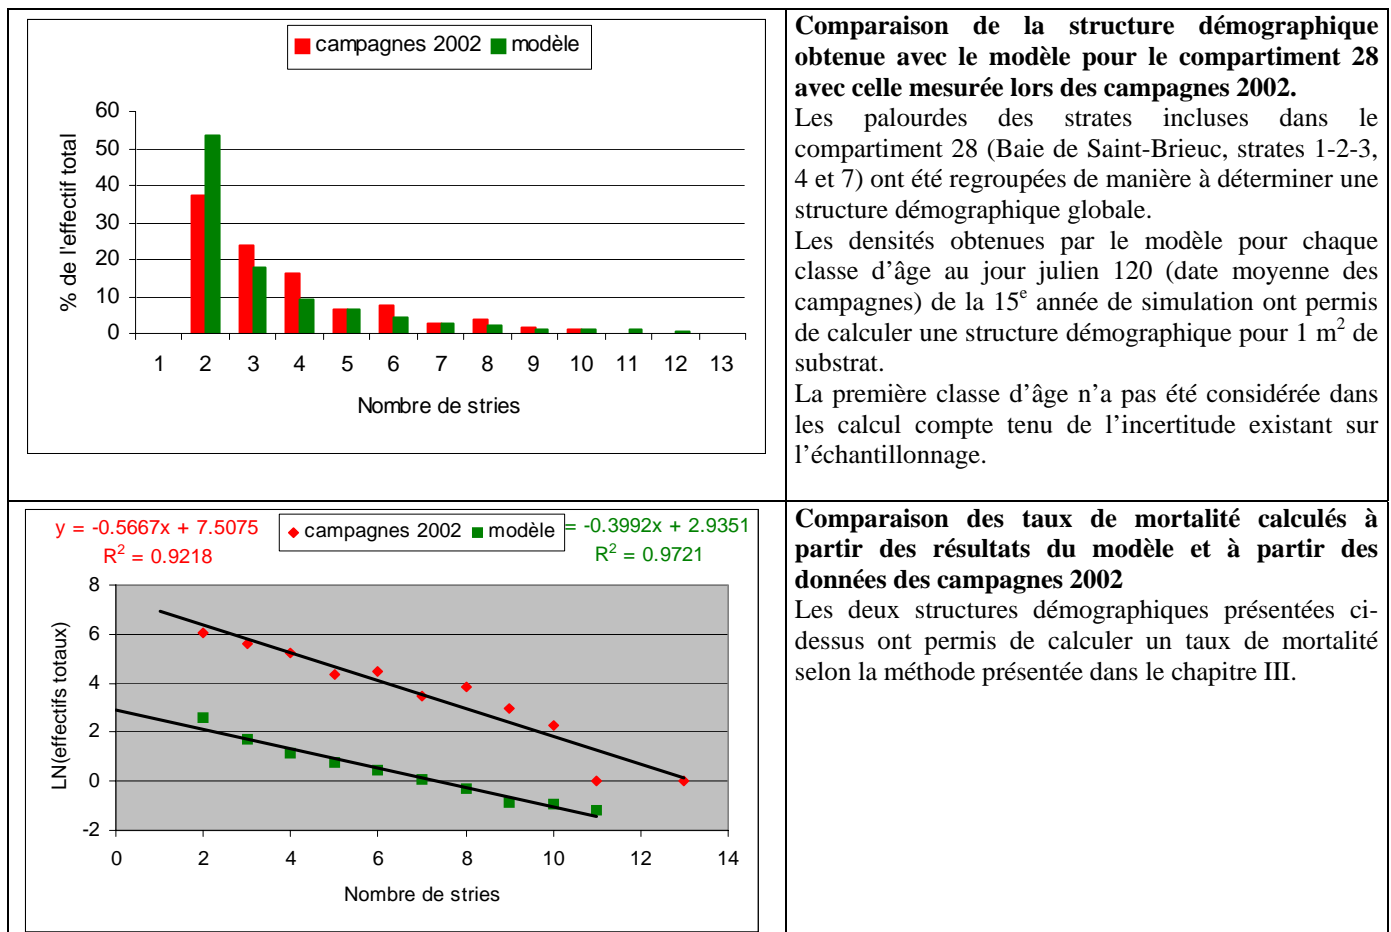 campagnes 2002 modèle
% de l'effectif total
60
50
40
30
20
10
0
1 2 3 4 5 6 7 8 9 10 11 12 13
Nombre de stries
Comparaison de la structure démographique
obtenue avec le modèle pour le compartiment 28
avec celle mesurée lors des campagnes 2002.
Les palourdes des strates incluses dans le
compartiment 28 (Baie de Saint-Brieuc, strates 1-2-3,
4 et 7) ont été regroupées de manière à déterminer une
structure démographique globale.
Les densités obtenues par le modèle pour chaque
classe d'âge au jour julien 120 (date moyenne des
campagnes) de la 15e année de simulation ont permis
de calculer une structure démographique pour 1 m2 de
substrat.
La première classe d'âge n'a pas été considérée dans
les calcul compte tenu de l'incertitude existant sur
l'échantillonnage.
y = -0.5667x + 7.5075
R2 = 0.9218
campagnes 2002 modèle
= -0.3992x + 2.9351
R2 = 0.9721
LN(effectifs totaux)
8
6
4
2
0
-2
0 2 4 6 8 10 12 14
Nombre de stries
Comparaison des taux de mortalité calculés à
partir des résultats du modèle et à partir des
données des campagnes 2002
Les deux structures démographiques présentées ci-
dessus ont permis de calculer un taux de mortalité
selon la méthode présentée dans le chapitre III.